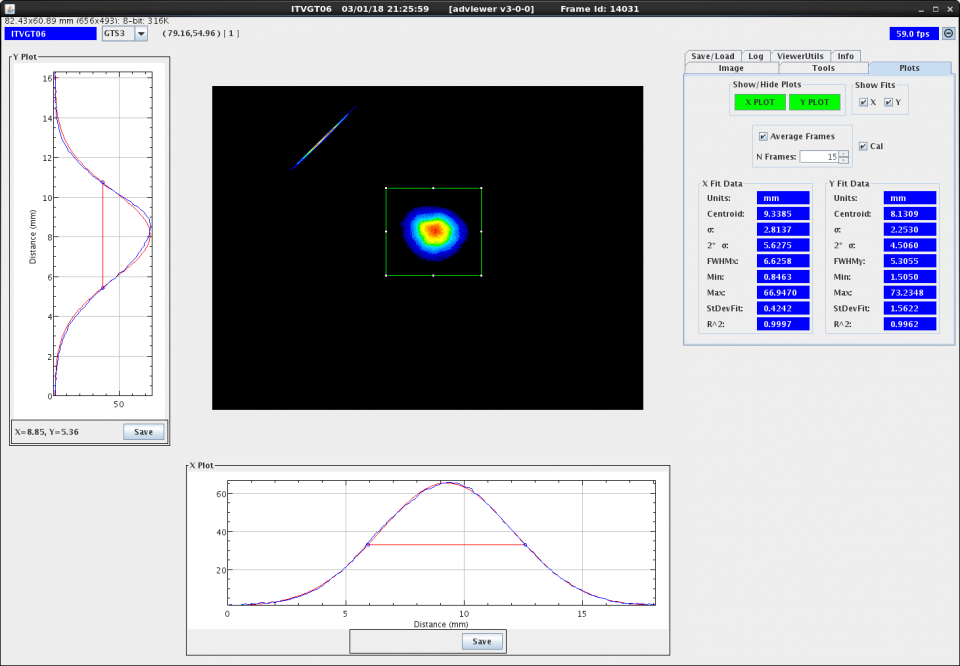 ITVGT06 03/01/18 21:25:59 [adviewer v3-0-0] Frame Id: 14031
82.43x60.89 mm (656x493); 8-bit; 316K
ITVGT06 GTS3 (79.16,54.96) [ 1 ] 59.0 fps
Y Plot
16
14
12
10
8
6
4
2
0
Distance (mm)
50
X=8.85, Y=5.36 Save
Save/Load Log ViewerUtils Info
Image Tools Plots
Show/Hide Plots Show Fits
X PLOT Y PLOT X Y
Average Frames
N Frames: 15 Cal
X Fit Data
Units: mm
Centroid: 9.3385
σ: 2.8137
2* σ: 5.6275
FWHMx: 6.6258
Min: 0.8463
Max: 66.9470
StDevFit: 0.4242
R^2: 0.9997
Y Fit Data
Units: mm
Centroid: 8.1309
σ: 2.2530
2* σ: 4.5060
FWHMy: 5.3055
Min: 1.5050
Max: 73.2348
StDevFit: 1.5622
R^2: 0.9962
X Plot
60
40
20
0 5 10 15
Distance (mm)
Save